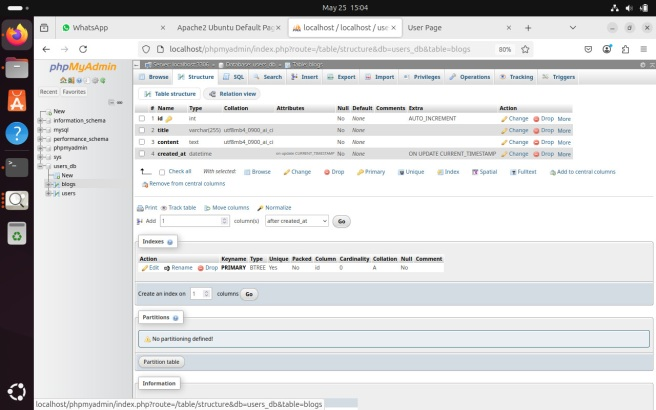 May 25 15:04
WhatsApp
Apache2 Ubuntu Default Pa
localhost / localhost / use
User Page
localhost/phpmyadmin/index.php?route=/table/structure&db=users_db&table=blogs
80%
phpMyAdmin
Recent Favorites
New
information_schema
mysql
performance_schema
phpmyadmin
sys
users_db
New
blogs
users
Server: localhost:3306 » Database: users_db » Table: blogs
Browse Structure SQL Search Insert Export Import Privileges Operations Tracking Triggers
Table structure Relation view
# Name Type Collation Attributes Null Default Comments Extra Action
1 id int No None AUTO_INCREMENT Change Drop More
2 title varchar(255) utf8mb4_0900_ai_ci No None Change Drop More
3 content text utf8mb4_0900_ai_ci No None Change Drop More
4 created_at datetime on update CURRENT_TIMESTAMP No None ON UPDATE CURRENT_TIMESTAMP Change Drop More
Check all With selected: Browse Change Drop Primary Unique Index Spatial Fulltext Add to central columns
Remove from central columns
Print Track table Move columns Normalize
Add 1 column(s) after created_at Go
Indexes
Action Keyname Type Unique Packed Column Cardinality Collation Null Comment
Edit Rename Drop PRIMARY BTREE Yes No id 0 A No
Create an index on 1 columns Go
Partitions
No partitioning defined!
Partition table
Information
localhost/phpmyadmin/index.php?route=/table/structure&db=users_db&table=blogs